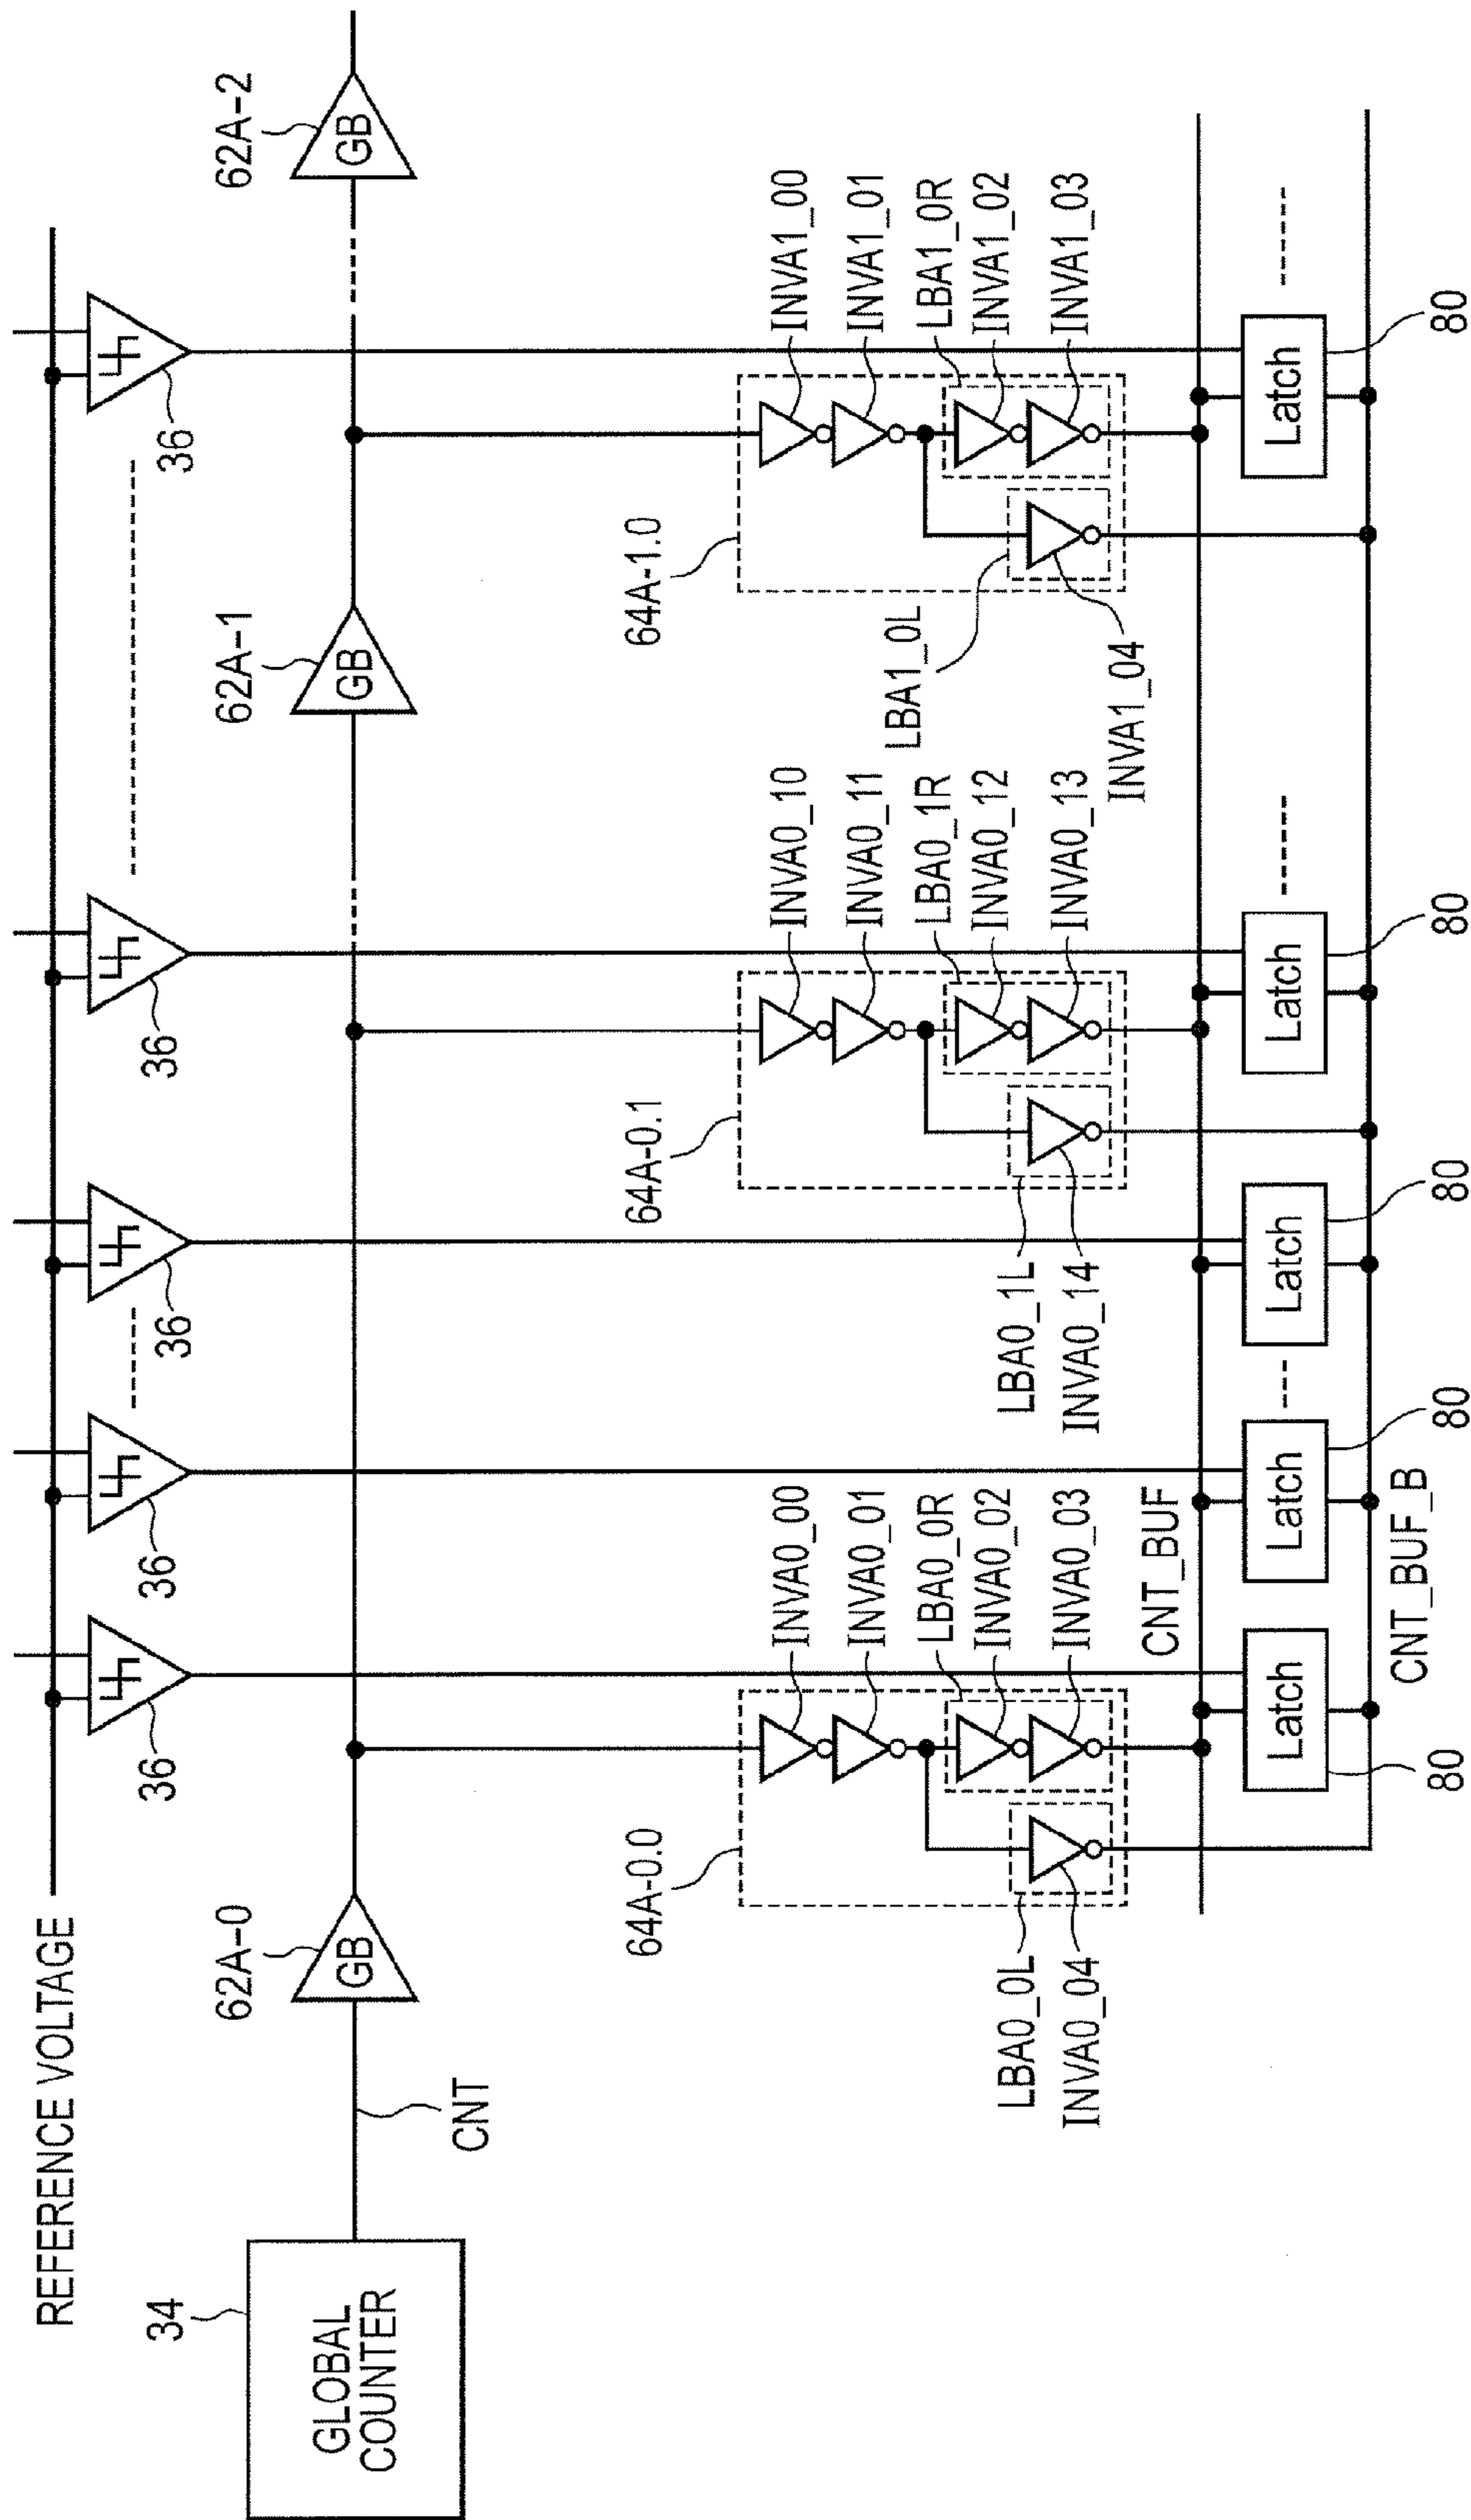 REFERENCE VOLTAGE
36
36
36
36
36
34
GLOBAL
COUNTER
CNT
62A-0
GB
62A-1
GB
62A-2
GB
64A-0.0
INVA0_00
INVA0_01
LBA0_0R
INVA0_02
INVA0_03
LBA0_0L
INVA0_04
64A-0.1
INVA0_10
INVA0_11
LBA0_1R
INVA0_12
INVA0_13
LBA0_1L
INVA0_14
64A-1.0
INVA1_00
INVA1_01
LBA1_0R
INVA1_02
INVA1_03
LBA1_0L
INVA1_04
CNT_BUF
Latch
Latch
Latch
Latch
Latch
80
80
80
80
80
CNT_BUF_B